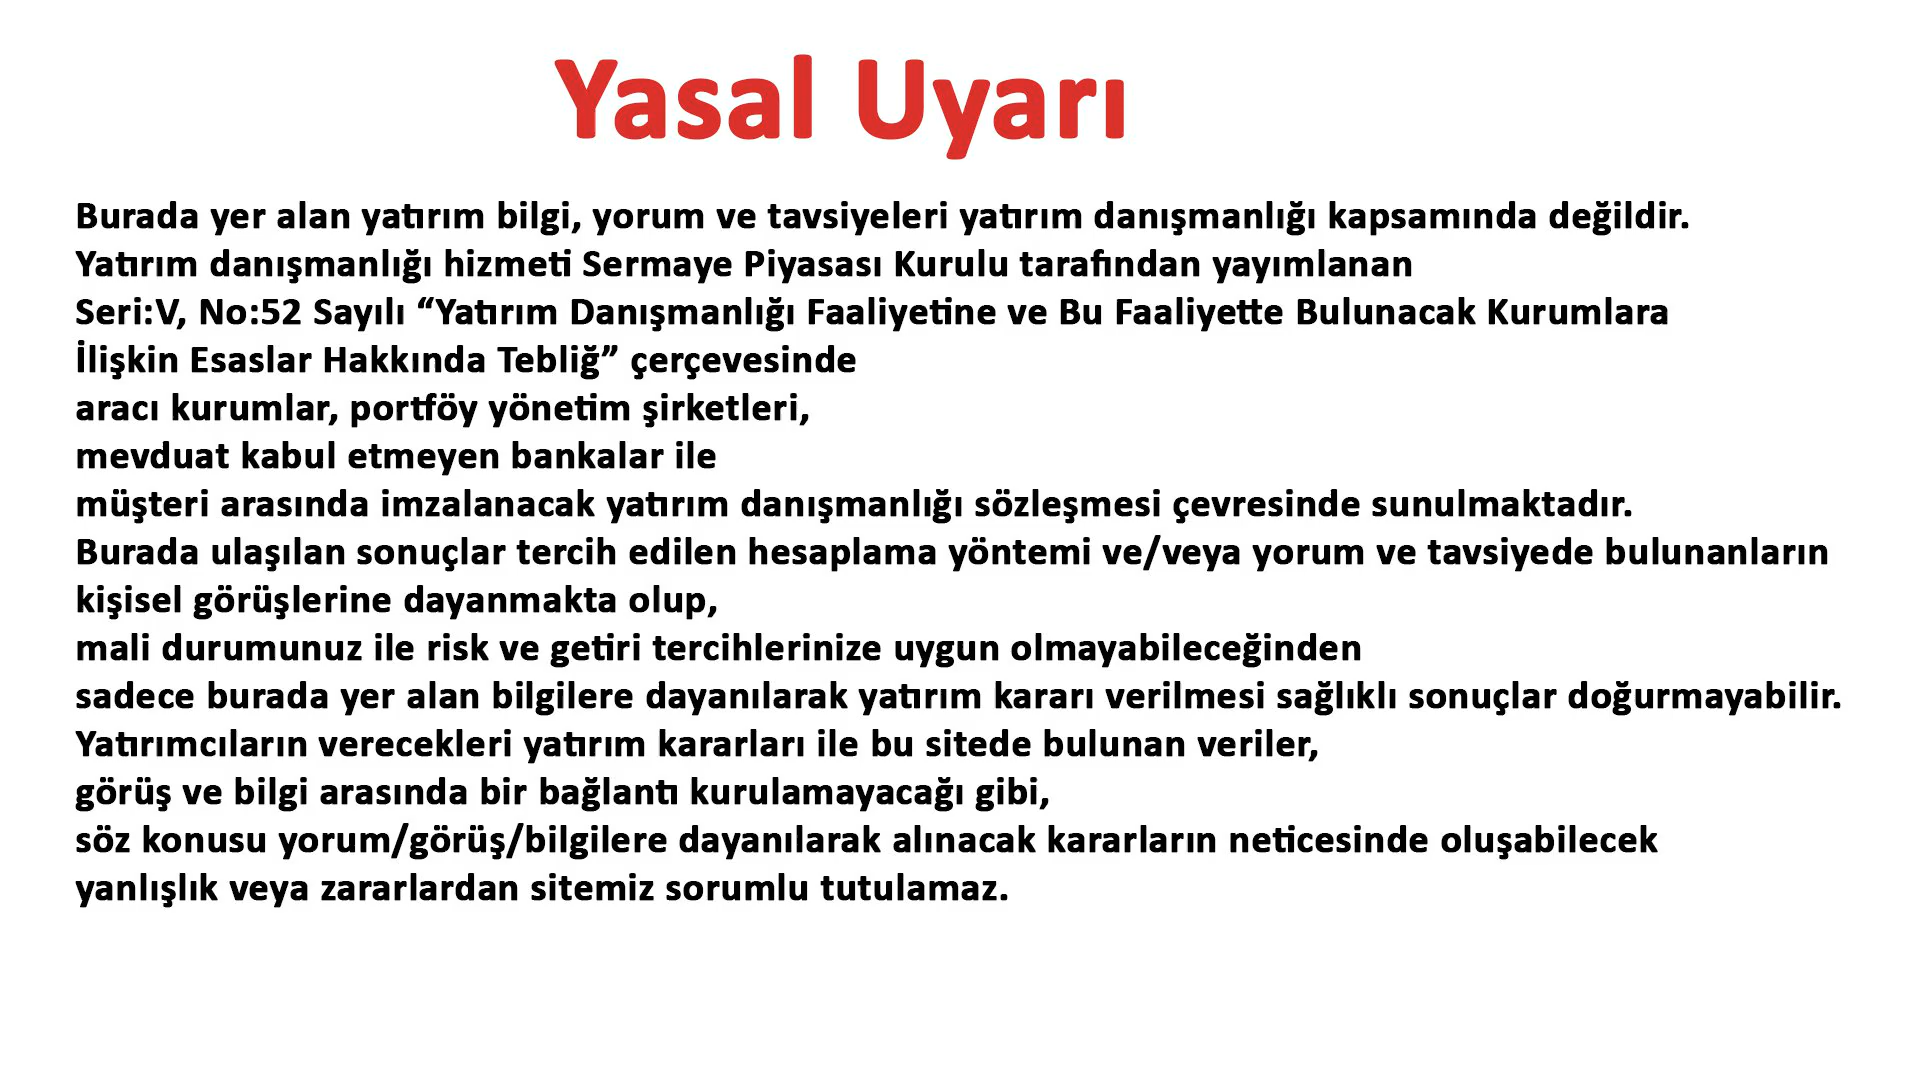 Yasal Uyarı
Burada yer alan yatırım bilgi, yorum ve tavsiyeleri yatırım danışmanlığı kapsamında değildir.
Yatırım danışmanlığı hizmeti Sermaye Piyasası Kurulu tarafından yayımlanan
Seri:V, No:52 Sayılı “Yatırım Danışmanlığı Faaliyetine ve Bu Faaliyette Bulunacak Kurumlara
İlişkin Esaslar Hakkında Tebliğ” çerçevesinde
aracı kurumlar, portföy yönetim şirketleri,
mevduat kabul etmeyen bankalar ile
müşteri arasında imzalanacak yatırım danışmanlığı sözleşmesi çevresinde sunulmaktadır.
Burada ulaşılan sonuçlar tercih edilen hesaplama yöntemi ve/veya yorum ve tavsiyede bulunanların
kişisel görüşlerine dayanmakta olup,
mali durumunuz ile risk ve getiri tercihlerinize uygun olmayabileceğinden
sadece burada yer alan bilgilere dayanılarak yatırım kararı verilmesi sağlıklı sonuçlar doğurmayabilir.
Yatırımcıların verecekleri yatırım kararları ile bu sitede bulunan veriler,
görüş ve bilgi arasında bir bağlantı kurulamayacağı gibi,
söz konusu yorum/görüş/bilgilere dayanılarak alınacak kararların neticesinde oluşabilecek
yanlışlık veya zararlardan sitemiz sorumlu tutulamaz.